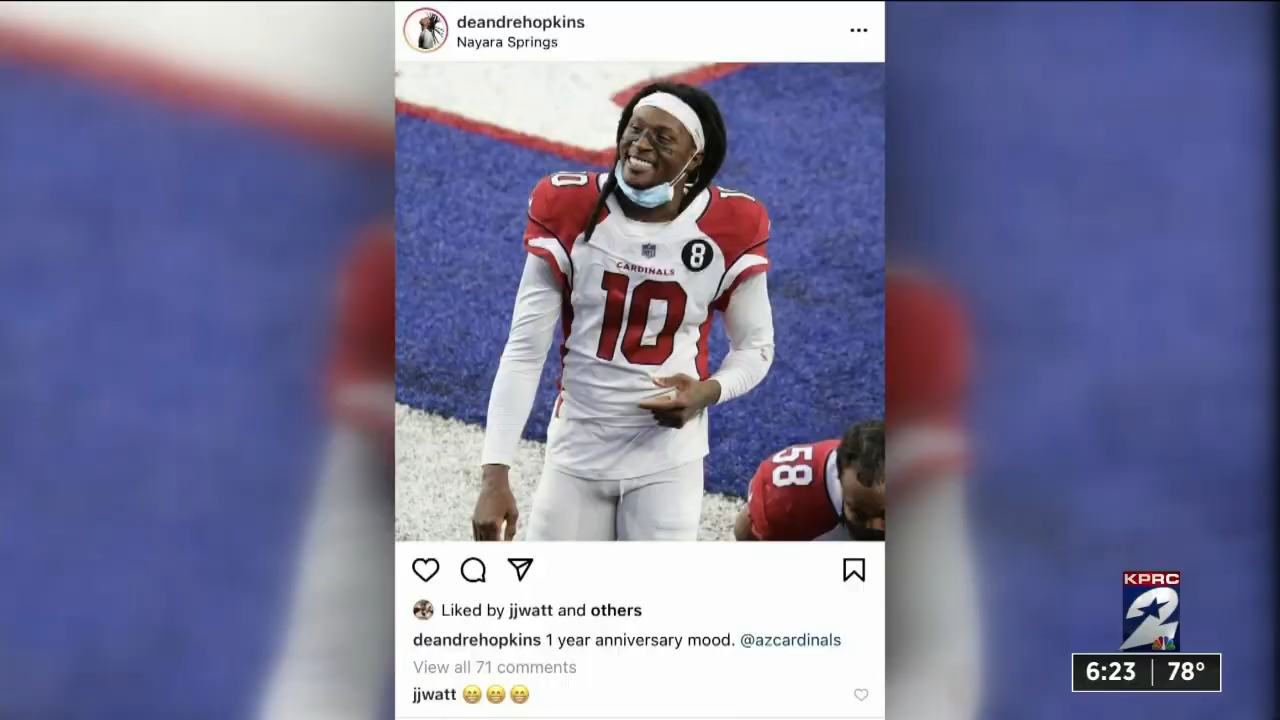 deandrehopkins
Nayara Springs
10
10
8
CARDINALS
10
58
Liked by jjwatt and others
deandrehopkins 1 year anniversary mood. @azcardinals
View all 71 comments
jjwatt 😁😁😁
KPRC
2
6:23 | 78°